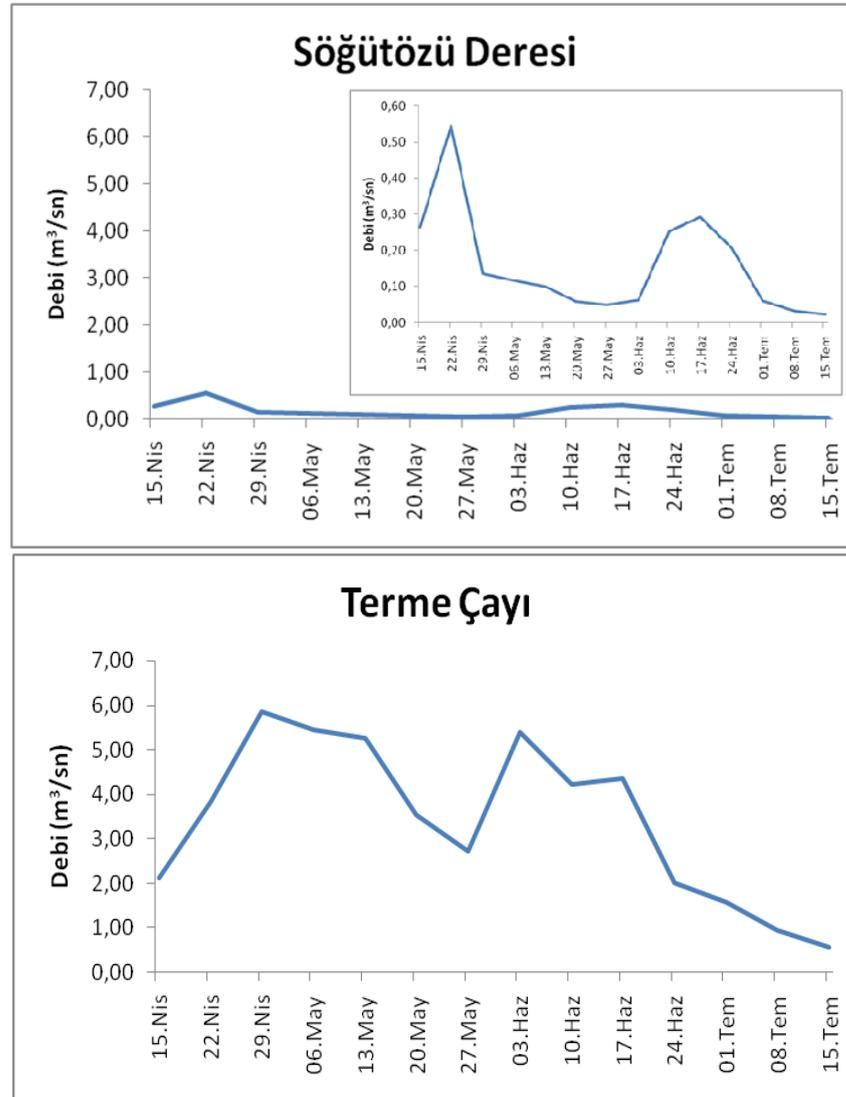 Söğütözü Deresi
Debi (m³/sn)
7,00
6,00
5,00
4,00
3,00
2,00
1,00
0,00
15.Nis
22.Nis
29.Nis
06.May
13.May
20.May
27.May
03.Haz
10.Haz
17.Haz
24.Haz
01.Tem
08.Tem
15.Tem
Debi (m³/sn)
0,60
0,50
0,40
0,30
0,20
0,10
0,00
15.Nis
22.Nis
29.Nis
06.May
13.May
20.May
27.May
03.Haz
10.Haz
17.Haz
24.Haz
01.Tem
08.Tem
15.Tem
Terme Çayı
Debi (m³/sn)
7,00
6,00
5,00
4,00
3,00
2,00
1,00
0,00
15.Nis
22.Nis
29.Nis
06.May
13.May
20.May
27.May
03.Haz
10.Haz
17.Haz
24.Haz
01.Tem
08.Tem
15.Tem